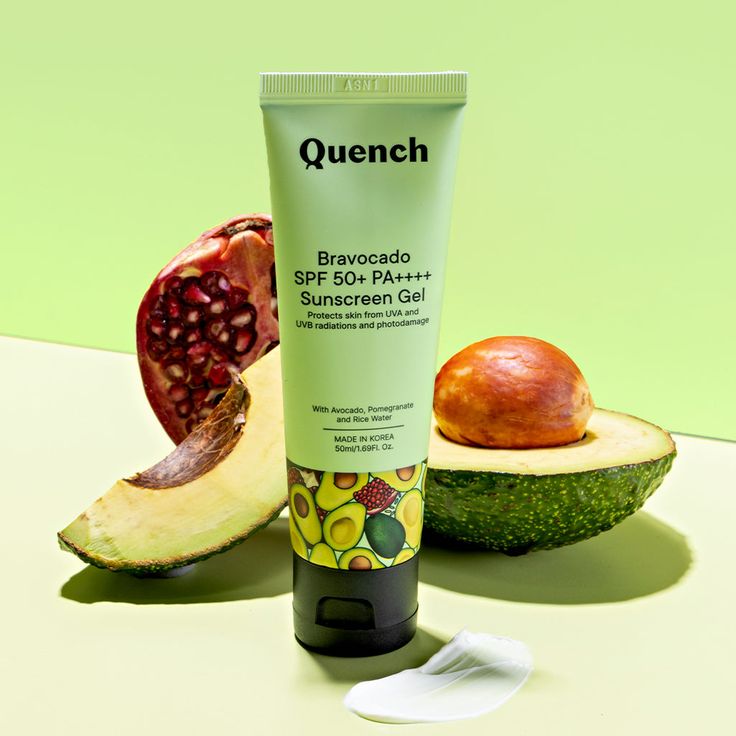 ASN1
Quench
Bravocado
SPF 50+ PA++++
Sunscreen Gel
Protects skin from UVA and
UVB radiations and photodamage
With Avocado, Pomegranate
and Rice Water
MADE IN KOREA
50ml/1.69Fl. Oz.